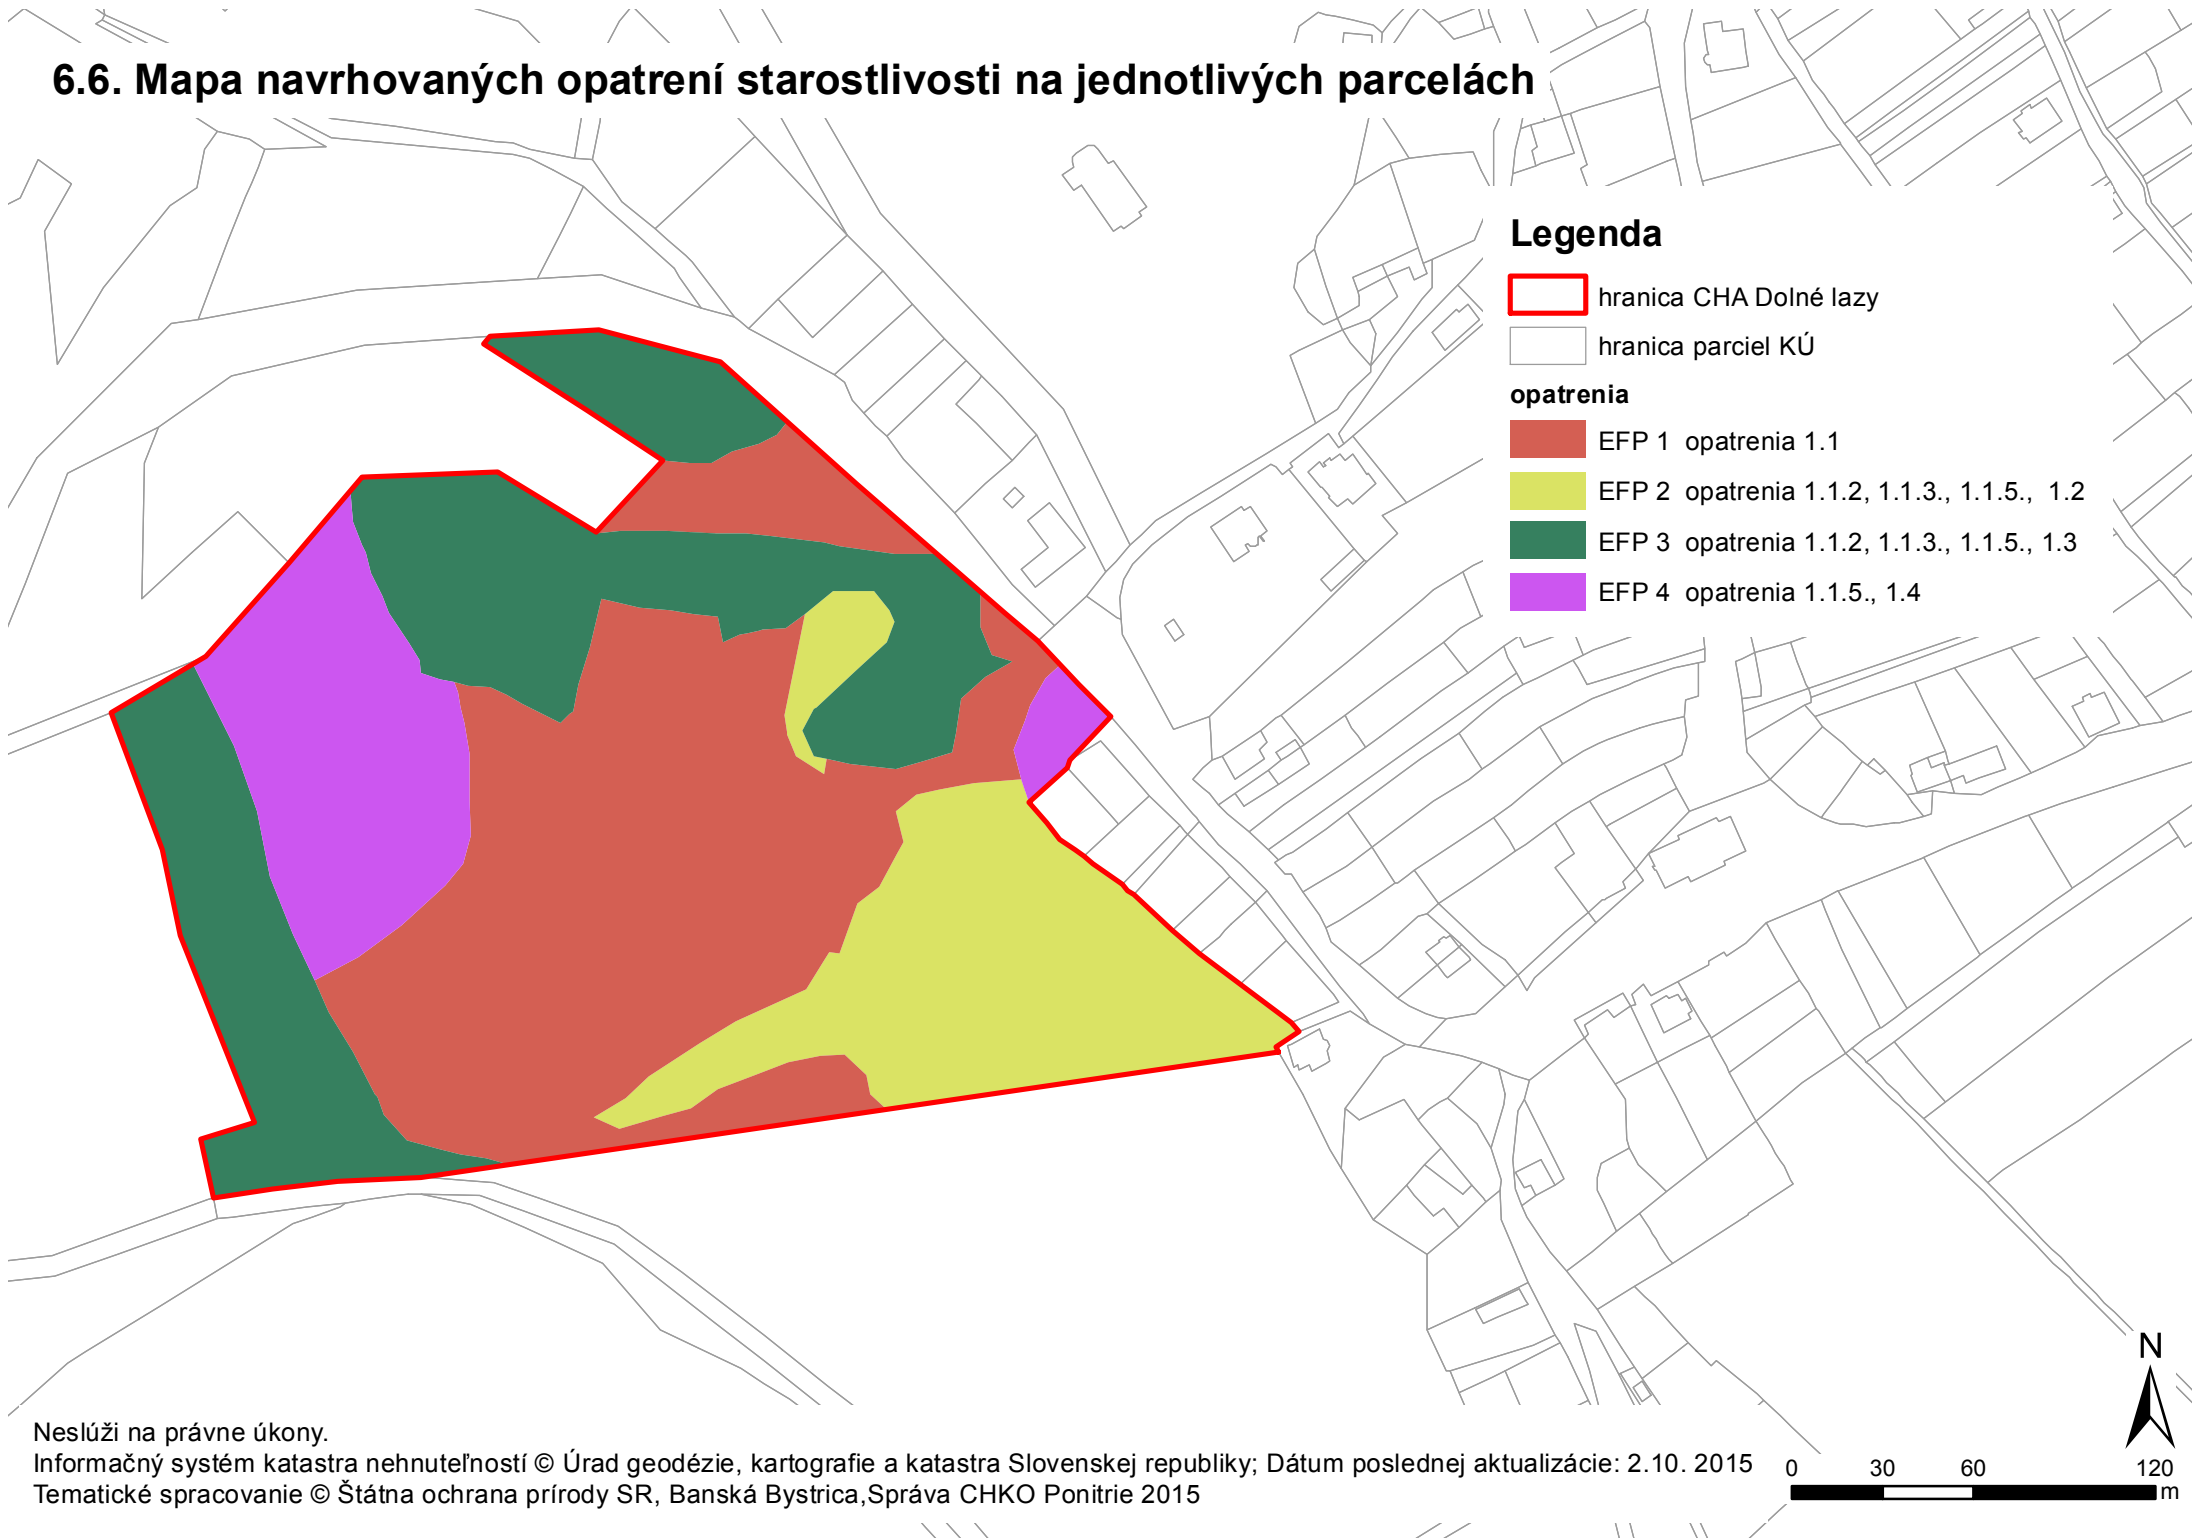 6.6. Mapa navrhovaných opatrení starostlivosti na jednotlivých parcelách
Legenda
hranica CHA Dolné lazy
hranica parciel KÚ
opatrenia
EFP 1 opatrenia 1.1
EFP 2 opatrenia 1.1.2, 1.1.3., 1.1.5., 1.2
EFP 3 opatrenia 1.1.2, 1.1.3., 1.1.5., 1.3
EFP 4 opatrenia 1.1.5., 1.4
N
Neslúži na právne úkony.
Informačný systém katastra nehnuteľností © Úrad geodézie, kartografie a katastra Slovenskej republiky; Dátum poslednej aktualizácie: 2.10. 2015
Tematické spracovanie © Štátna ochrana prírody SR, Banská Bystrica,Správa CHKO Ponitrie 2015
0 30 60 120
m